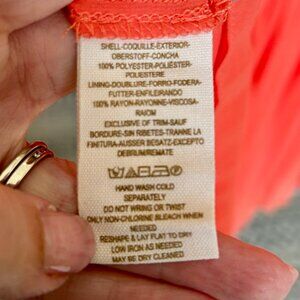 SHELL-COQUILLE-EXTERIOR-
OBERSTOFF-CONCHA
100% POLYESTER-POLIÉSTER-
POLIESTERE
LINING-DOUBLURE-FORRO-FODERA-
FUTTER-ENFILEIRANDO
100% RAYON-RAYONNE-VISCOSA-
RAIOM
EXCLUSIVE OF TRIM-SAUF
BORDURE-SIN RIBETES-TRANNE LA
FINITURA-AUSSER BESATZ-EXCEPTO
DEBRUM/REMATE
HAND WASH COLD
SEPARATELY
DO NOT WRING OR TWIST
ONLY NON-CHLORINE BLEACH WHEN
NEEDED
RESHAPE & LAY FLAT TO DRY
LOW IRON AS NEEDED
MAY BE DRY CLEANED